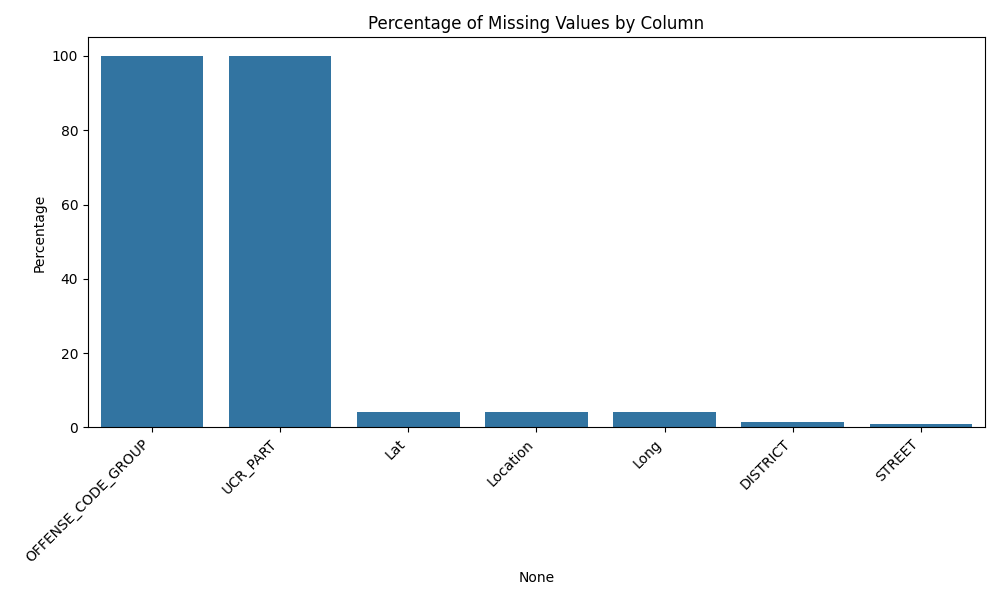 Percentage of Missing Values by Column
Percentage
100
80
60
40
20
0
OFFENSE_CODE_GROUP
UCR_PART
Lat
Location
Long
DISTRICT
STREET
None